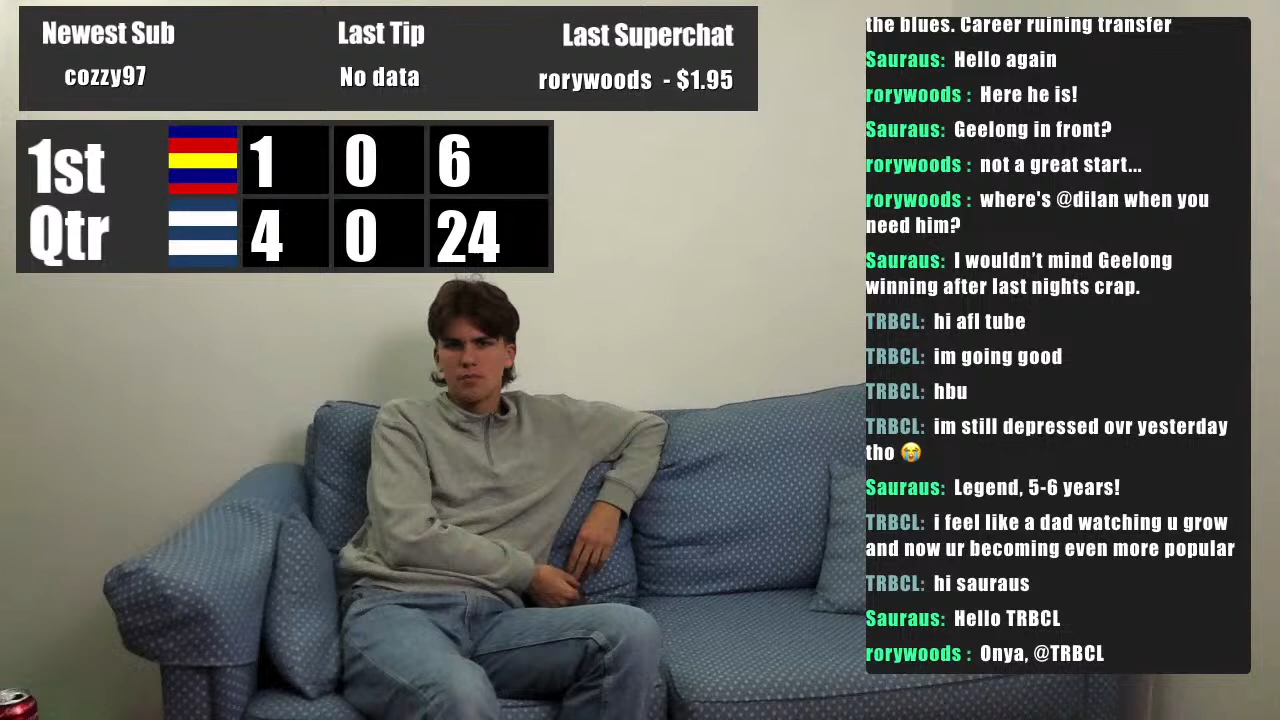 Newest Sub
Last Tip
Last Superchat
cozzy97
No data
rorywoods - $1.95
1st
Qtr
1 0 6
4 0 24
the blues. Career ruining transfer
Sauraus: Hello again
rorywoods : Here he is!
Sauraus: Geelong in front?
rorywoods : not a great start...
rorywoods : where's @dilan when you
need him?
Sauraus: I wouldn’t mind Geelong
winning after last nights crap.
TRBCL: hi afl tube
TRBCL: im going good
TRBCL: hbu
TRBCL: im still depressed ovr yesterday
tho 😭
Sauraus: Legend, 5-6 years!
TRBCL: i feel like a dad watching u grow
and now ur becoming even more popular
TRBCL: hi sauraus
Sauraus: Hello TRBCL
rorywoods : Onya, @TRBCL